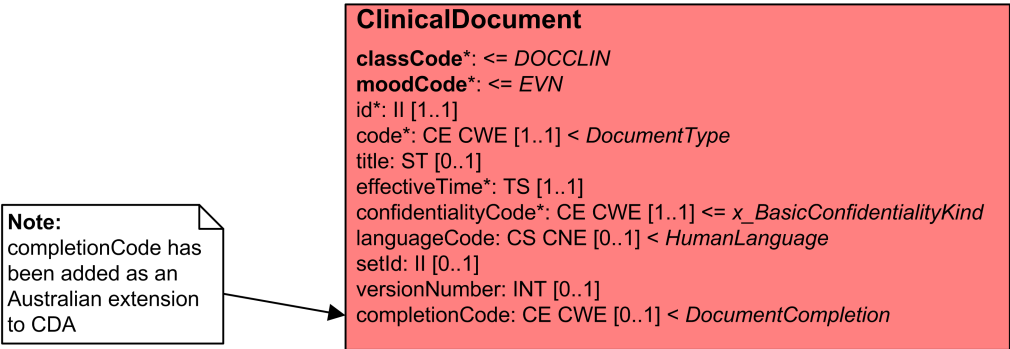 ClinicalDocument
classCode*: <= DOCCLIN
moodCode*: <= EVN
id*: II [1..1]
code*: CE CWE [1..1] < DocumentType
title: ST [0..1]
effectiveTime*: TS [1..1]
confidentialityCode*: CE CWE [1..1] <= x_BasicConfidentialityKind
languageCode: CS CNE [0..1] < HumanLanguage
setId: II [0..1]
versionNumber: INT [0..1]
completionCode: CE CWE [0..1] < DocumentCompletion
Note:
completionCode has
been added as an
Australian extension
to CDA